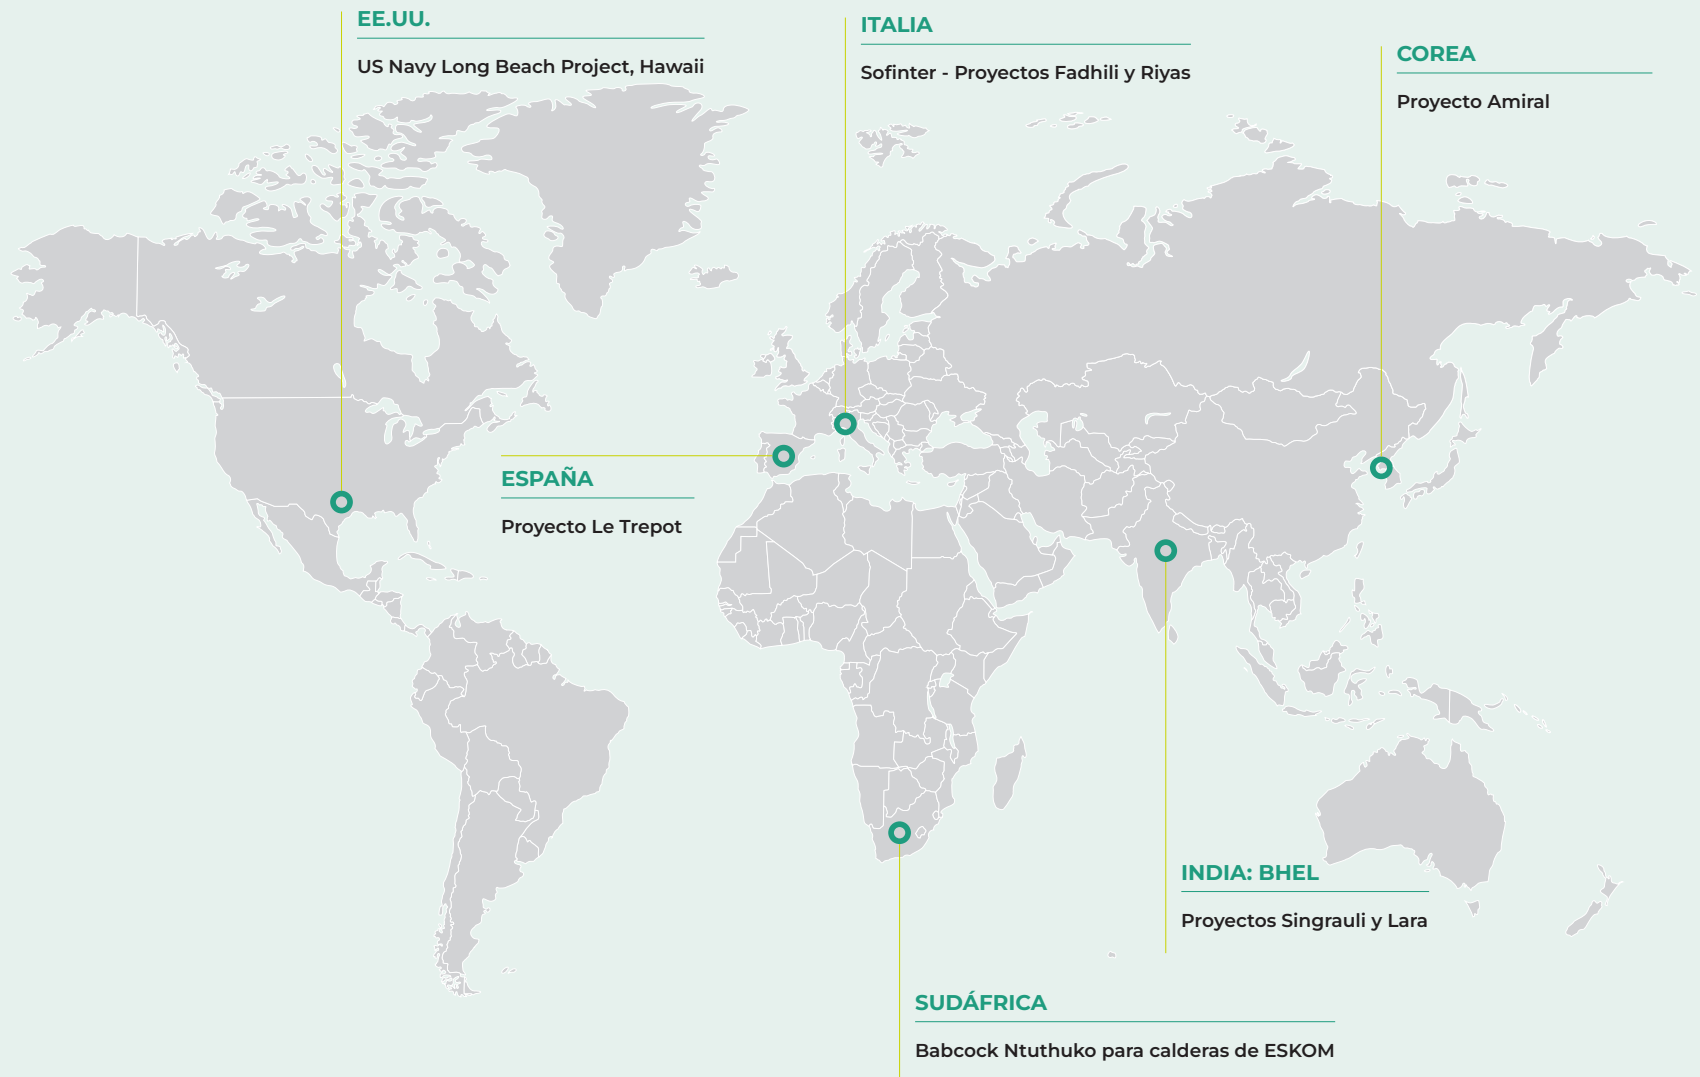 EE.UU.
US Navy Long Beach Project, Hawaii
ITALIA
Sofinter - Proyectos Fadhili y Riyas
COREA
Proyecto Amiral
ESPAÑA
Proyecto Le Trepot
INDIA: BHEL
Proyectos Singrauli y Lara
SUDÁFRICA
Babcock Ntuthuko para calderas de ESKOM